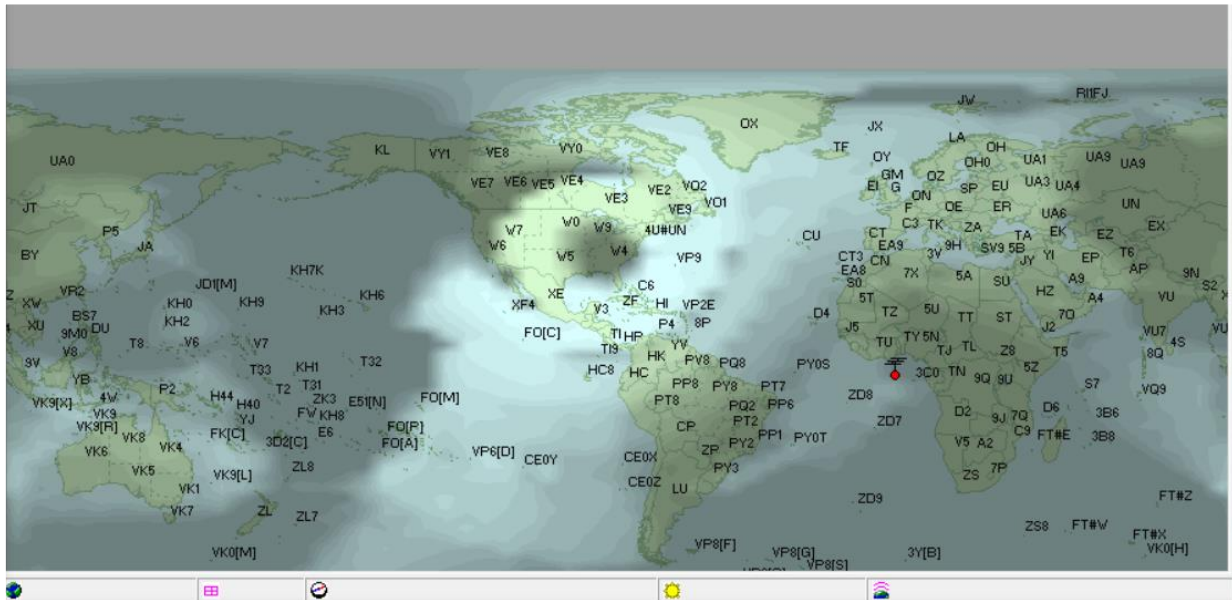 RI1FJ
JW
OX
JX
LA
TF
OH
KL
VY1
VE8
VY0
OY
OH0
UA1
UA9
UA9
UA0
GM
OZ
VE7
VE6
VE5
VE4
VE2
VO2
EI
G
SP
EU
UA3
UA4
ON
VE3
VO1
JT
VE9
F
OE
ER
UN
UA6
P5
W7
W0
W9
4U#UN
CT
C3
TK
ZA
TA
EK
EZ
EX
JA
W6
W5
W4
CU
EA9
9H
SV9
5B
BY
VP9
CT3
CN
3V
JY
YI
EP
T6
AP
KH7K
EA8
7X
5A
SU
A9
9N
JD1[M]
C6
S0
HZ
S2
VR2
KH6
XE
5T
A4
VU
XW
KH0
KH9
XF4
ZF
HI
VP2E
BS7
KH3
V3
D4
TZ
5U
TT
ST
7O
XU
DU
KH2
P4
8P
J5
J2
VU7
9M0
FO[C]
TI
HP
TU
TY
5N
4S
V8
T8
V6
V7
TI9
YV
TJ
TL
Z8
T5
8Q
9V
T33
KH1
T32
HC8
HK
PY8
PQ8
PY0S
3C0
TN
5Z
YB
HC
9Q
9U
P2
T2
T31
PP8
PY8
PT7
S7
VQ9
VK9[X]
4W
H44
ZK3
E51[N]
FO[M]
PT8
ZD8
H40
PQ2
PP6
D2
D6
3B6
VK9
FW
KH8
VK9[R]
YJ
PT2
ZD7
9J
7Q
VK8
FK[C]
E6
FO[P]
CP
PP1
PY0T
C9
FT#E
3B8
VK6
VK4
3D2[C]
FO[A]
VP6[D]
ZP
PY2
V5
A2
VK5
VK9[L]
ZL8
CE0Y
CE0X
PY3
ZS
7P
VK1
CE0Z
LU
VK7
ZL
ZL7
ZD9
FT#Z
VK0[M]
VP8[F]
VP8[G]
3Y[B]
ZS8
FT#W
FT#X
VK0[H]
VP8[S]